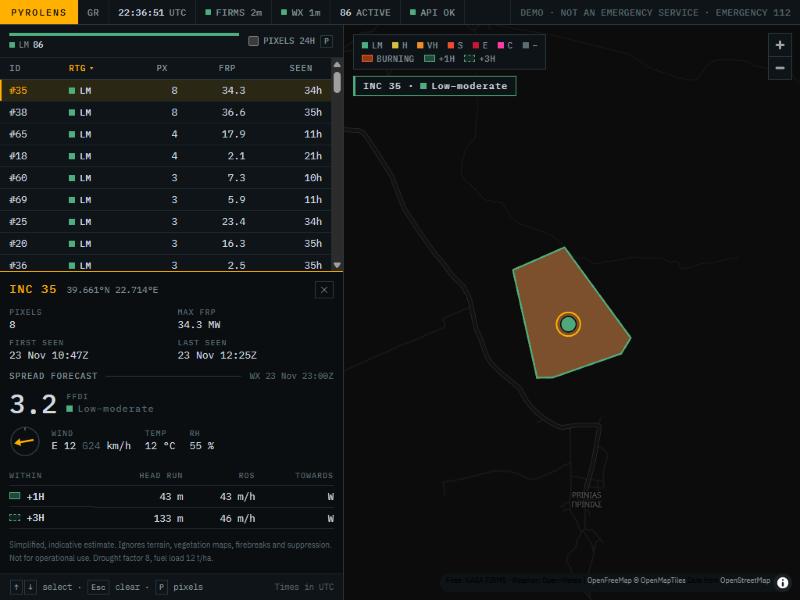 PYROLENS GR 22:36:51 UTC FIRMS 2m WX 1m 86 ACTIVE API OK DEMO · NOT AN EMERGENCY SERVICE · EMERGENCY 112
LM 86 PIXELS 24H P
ID RTG PX FRP SEEN
#35 LM 8 34.3 34h
#38 LM 8 36.6 35h
#65 LM 4 17.9 11h
#18 LM 4 2.1 21h
#60 LM 3 7.3 10h
#69 LM 3 5.9 11h
#25 LM 3 23.4 34h
#20 LM 3 16.3 35h
#36 LM 3 2.5 35h
INC 35 39.661°N 22.714°E
PIXELS MAX FRP
8 34.3 MW
FIRST SEEN LAST SEEN
23 Nov 10:47Z 23 Nov 12:25Z
SPREAD FORECAST WX 23 Nov 23:00Z
3.2 FFDI
Low-moderate
WIND TEMP RH
E 12 G24 km/h 12 °C 55 %
WITHIN HEAD RUN ROS TOWARDS
+1H 43 m 43 m/h W
+3H 133 m 46 m/h W
Simplified, indicative estimate. Ignores terrain, vegetation maps, firebreaks and suppression.
Not for operational use. Drought factor 8, fuel load 12 t/ha.
↑ ↓ select · Esc clear · P pixels Times in UTC
LM H VH S E C –
BURNING +1H +3H
INC 35 · Low-moderate
+
−
PRINIAS
ΠΡΙΝΙΑΣ
OpenFreeMap © OpenMapTiles Data from OpenStreetMap